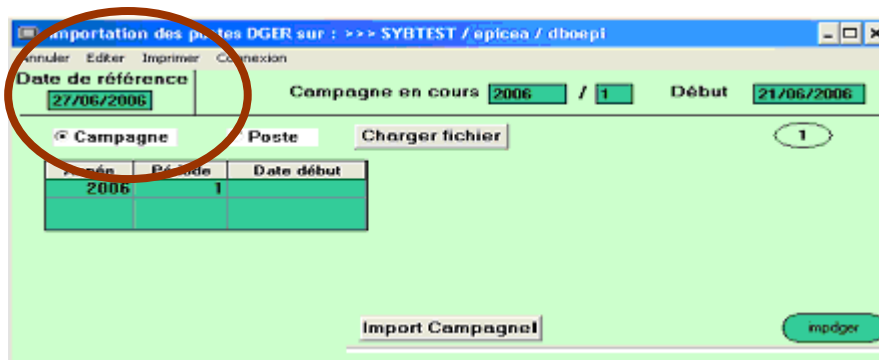 Importation des postes DGER sur : >>> SYBTEST / epicea / dboepi
Annuler Editer Imprimer Connexion
Date de référence
27/06/2006
Campagne en cours 2006 / 1 Début 21/06/2006
Campagne Poste Charger fichier 1
Année Période Date début
2006 1
Import Campagne! impdger